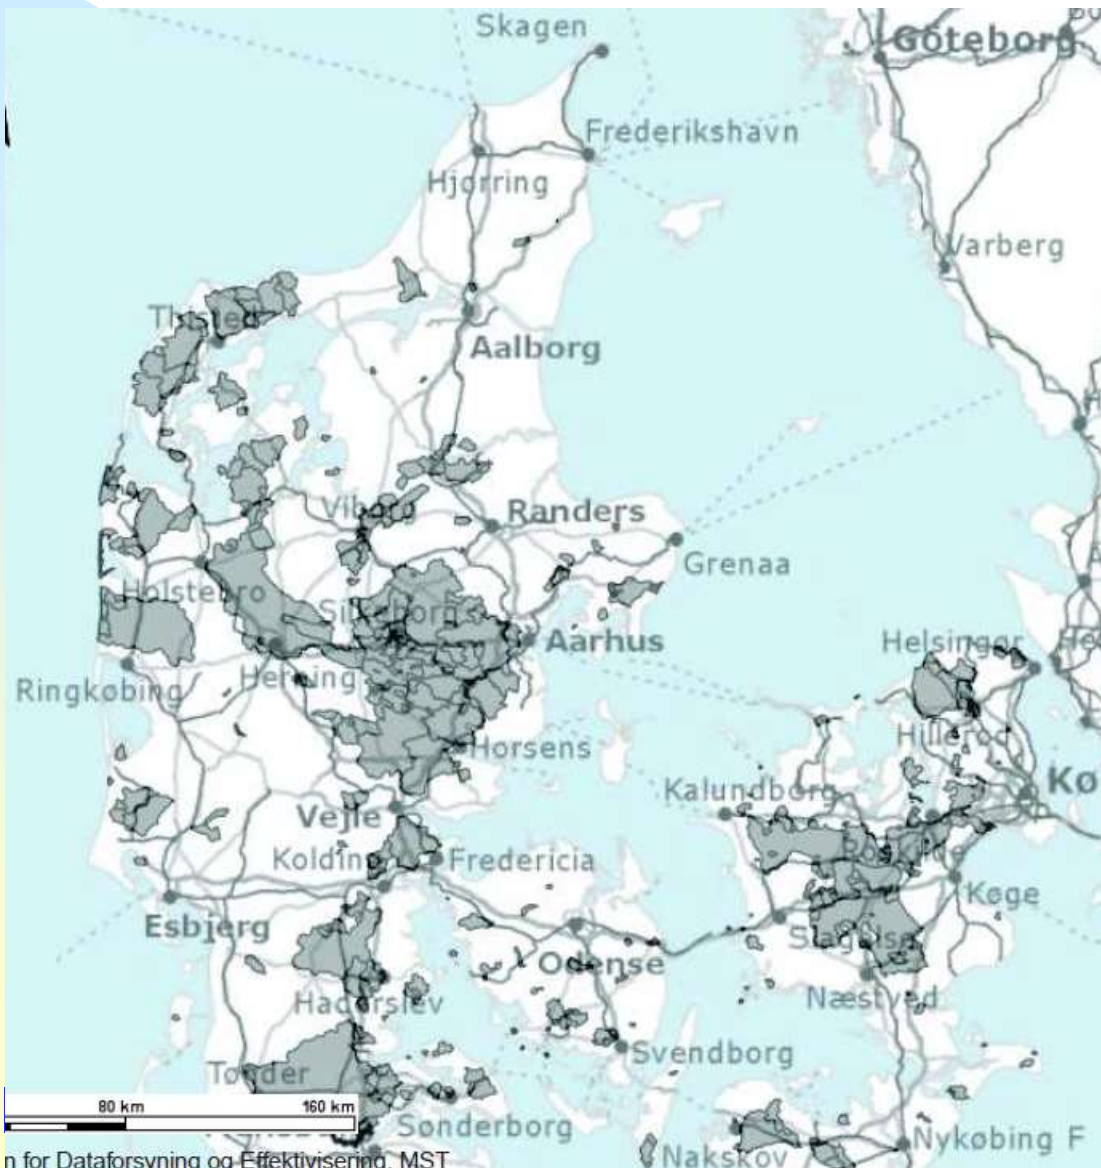 Skagen
Göteborg
Frederikshavn
Hjørring
Varberg
Thisted
Aalborg
Viborg
Randers
Grenaa
Holstebro
Silkeborg
Aarhus
Helsingør
Ringkøbing
Herning
Hillerød
Horsens
Kø
Kalundborg
Vejle
Roskilde
Kolding
Fredericia
Køge
Esbjerg
Slagelse
Odense
Næstved
Haderslev
Svendborg
Tønder
80 km
160 km
Sønderborg
Nykøbing F
Nakskov
n for Dataforsyning og Effektivisering, MST